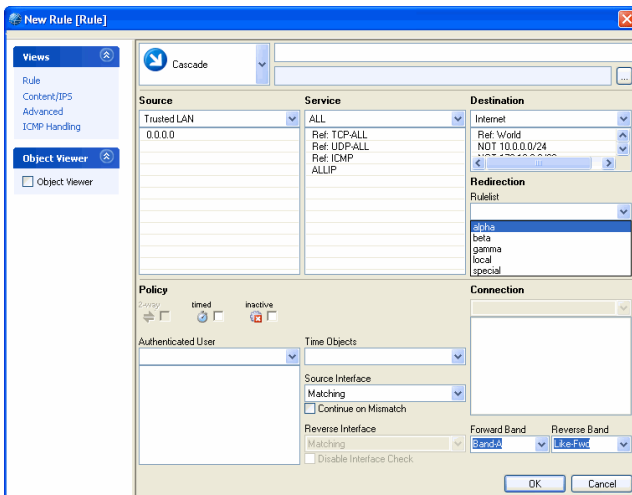 New Rule [Rule]
Views
Rule
Content/IPS
Advanced
ICMP Handling
Object Viewer
Object Viewer
Cascade
...
Source
Service
Destination
Trusted LAN
ALL
Internet
0.0.0.0
Ref: TCP-ALL
Ref: UDP-ALL
Ref: ICMP
ALLIP
Ref: World
NOT 10.0.0.0/24
Redirection
Rulelist
alpha
beta
gamma
local
special
Policy
2-way
timed
inactive
Connection
Authenticated User
Time Objects
Source Interface
Matching
Continue on Mismatch
Reverse Interface
Matching
Disable Interface Check
Forward Band
Reverse Band
Band-A
Like-Fwd
OK
Cancel